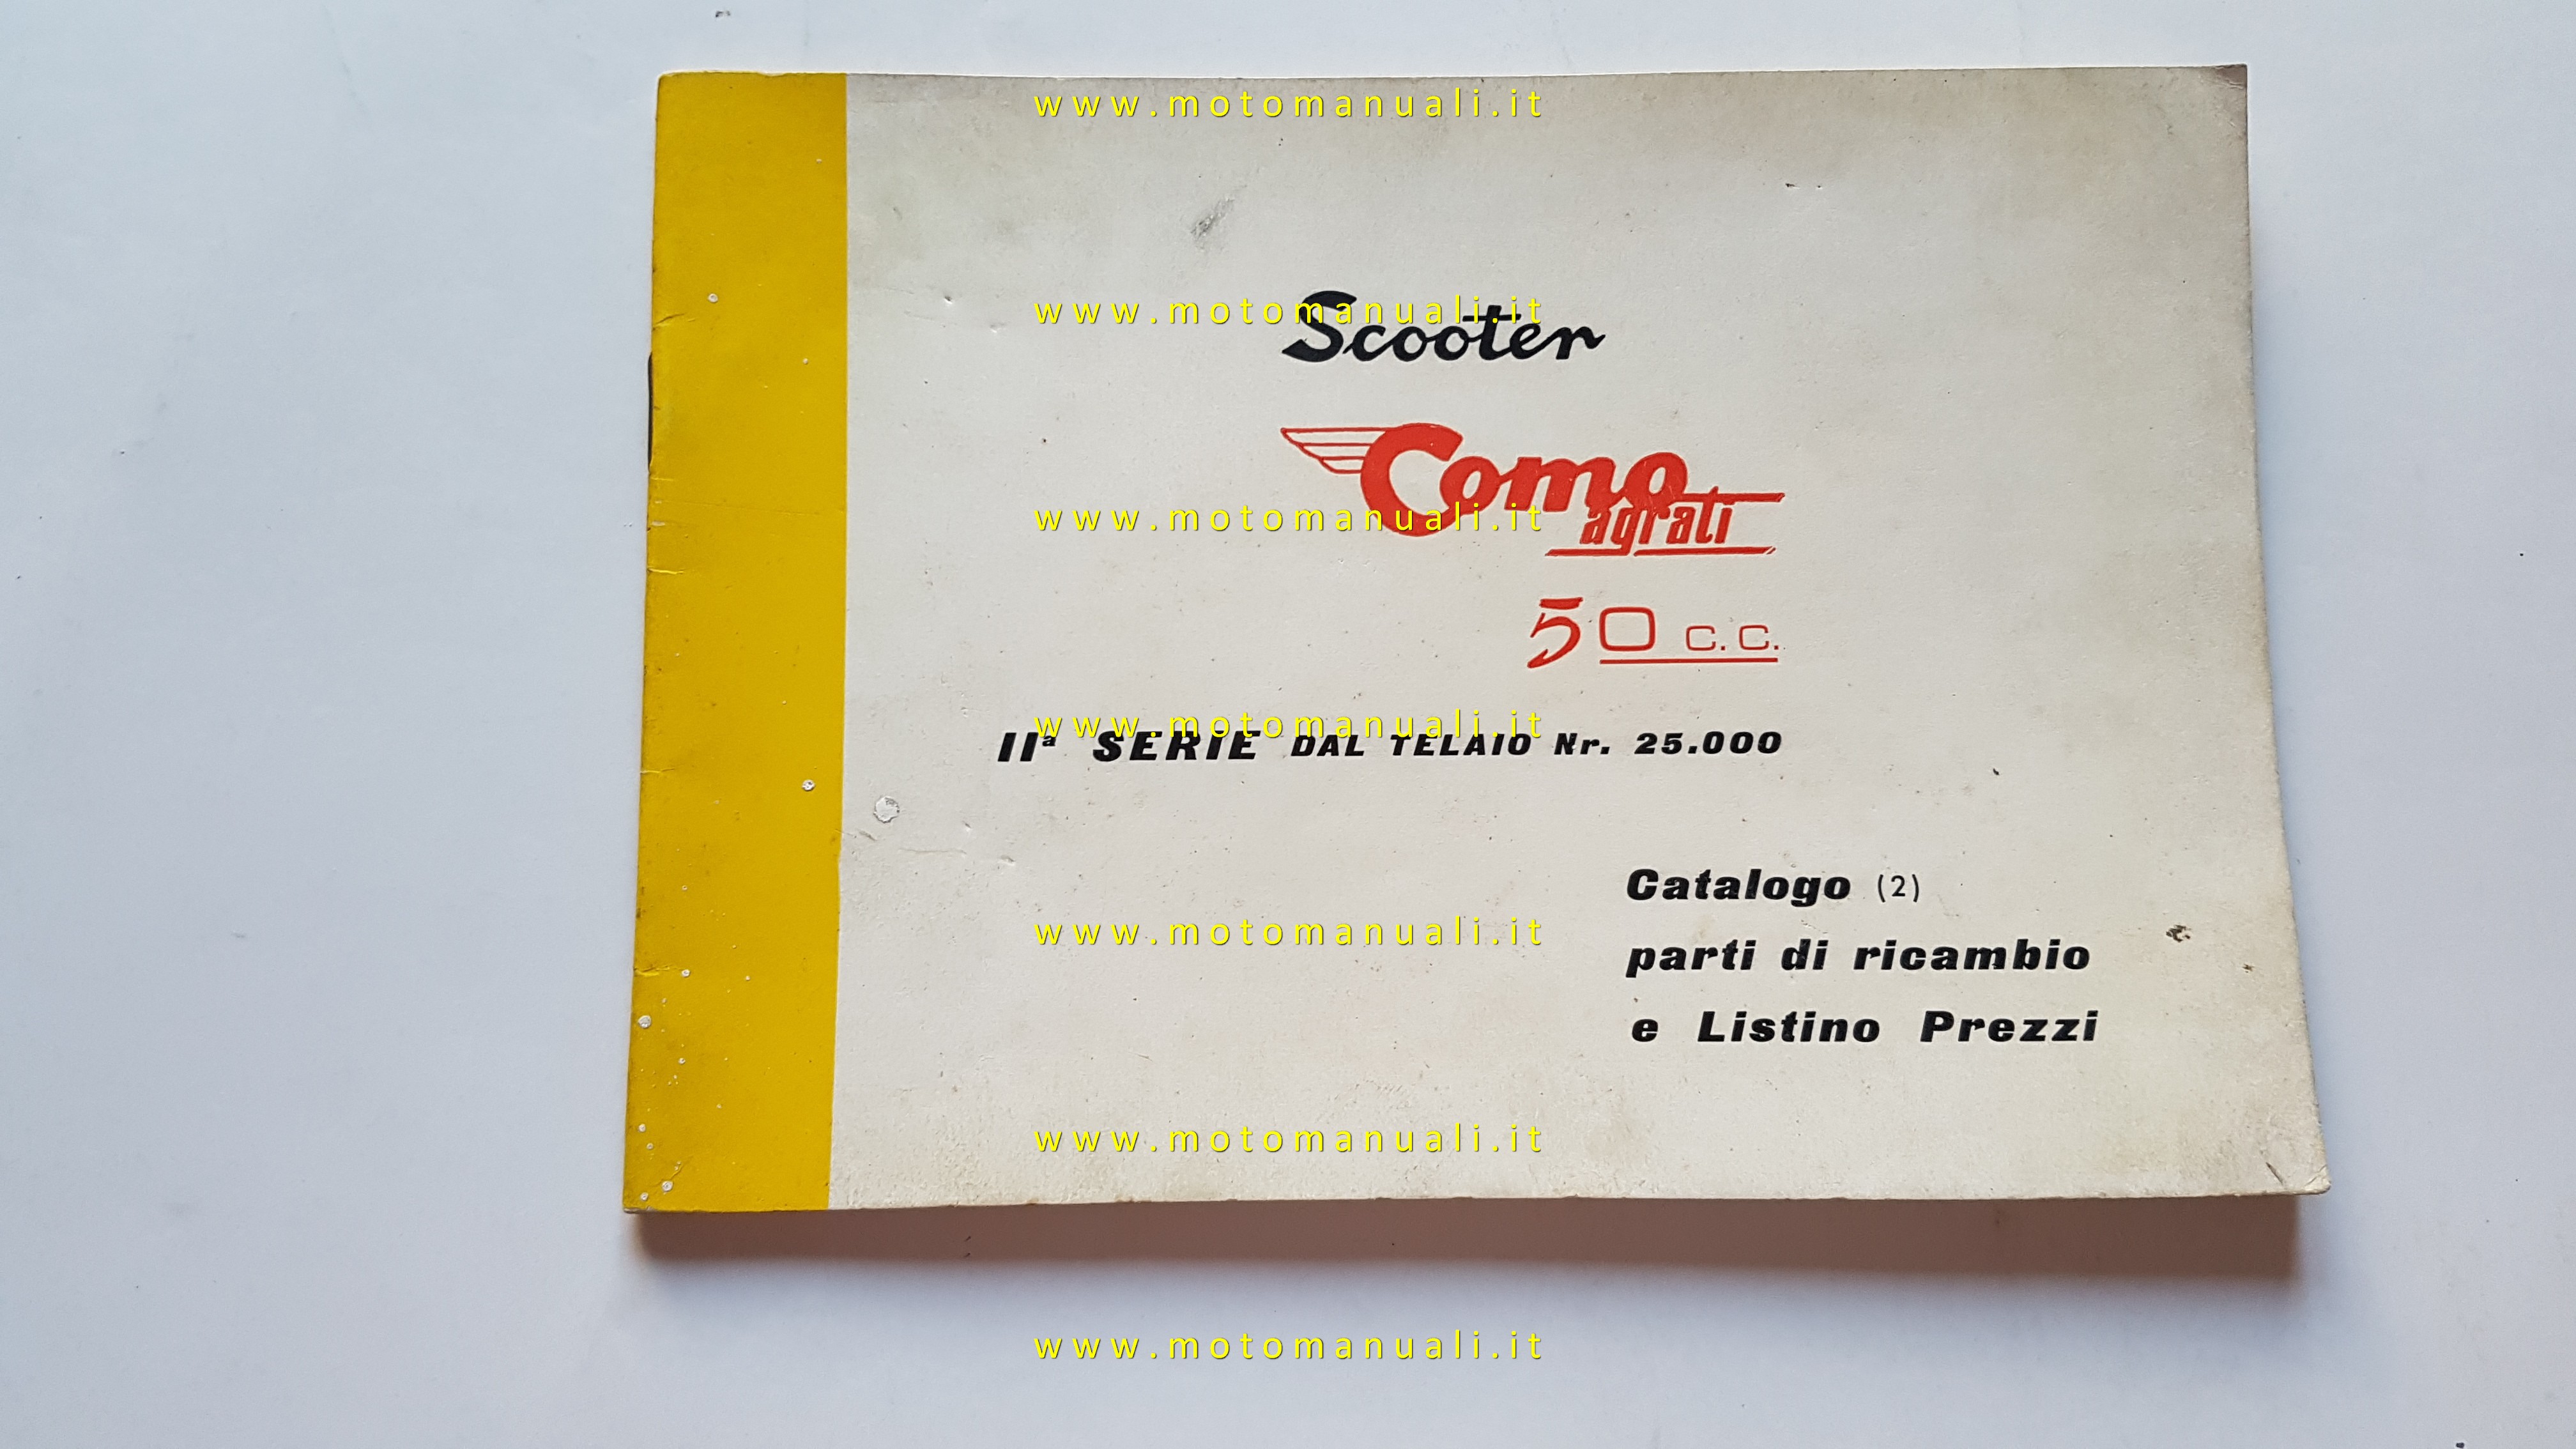 www.motomanuali.it
www.motomanuali.it
Scooter
Como
agrati
www.motomanuali.it
50 c.c.
www.motomanuali.it
IIª SERIE DAL TELAIO Nr. 25.000
Catalogo (2)
www.motomanuali.it
parti di ricambio
e Listino Prezzi
www.motomanuali.it
www.motomanuali.it